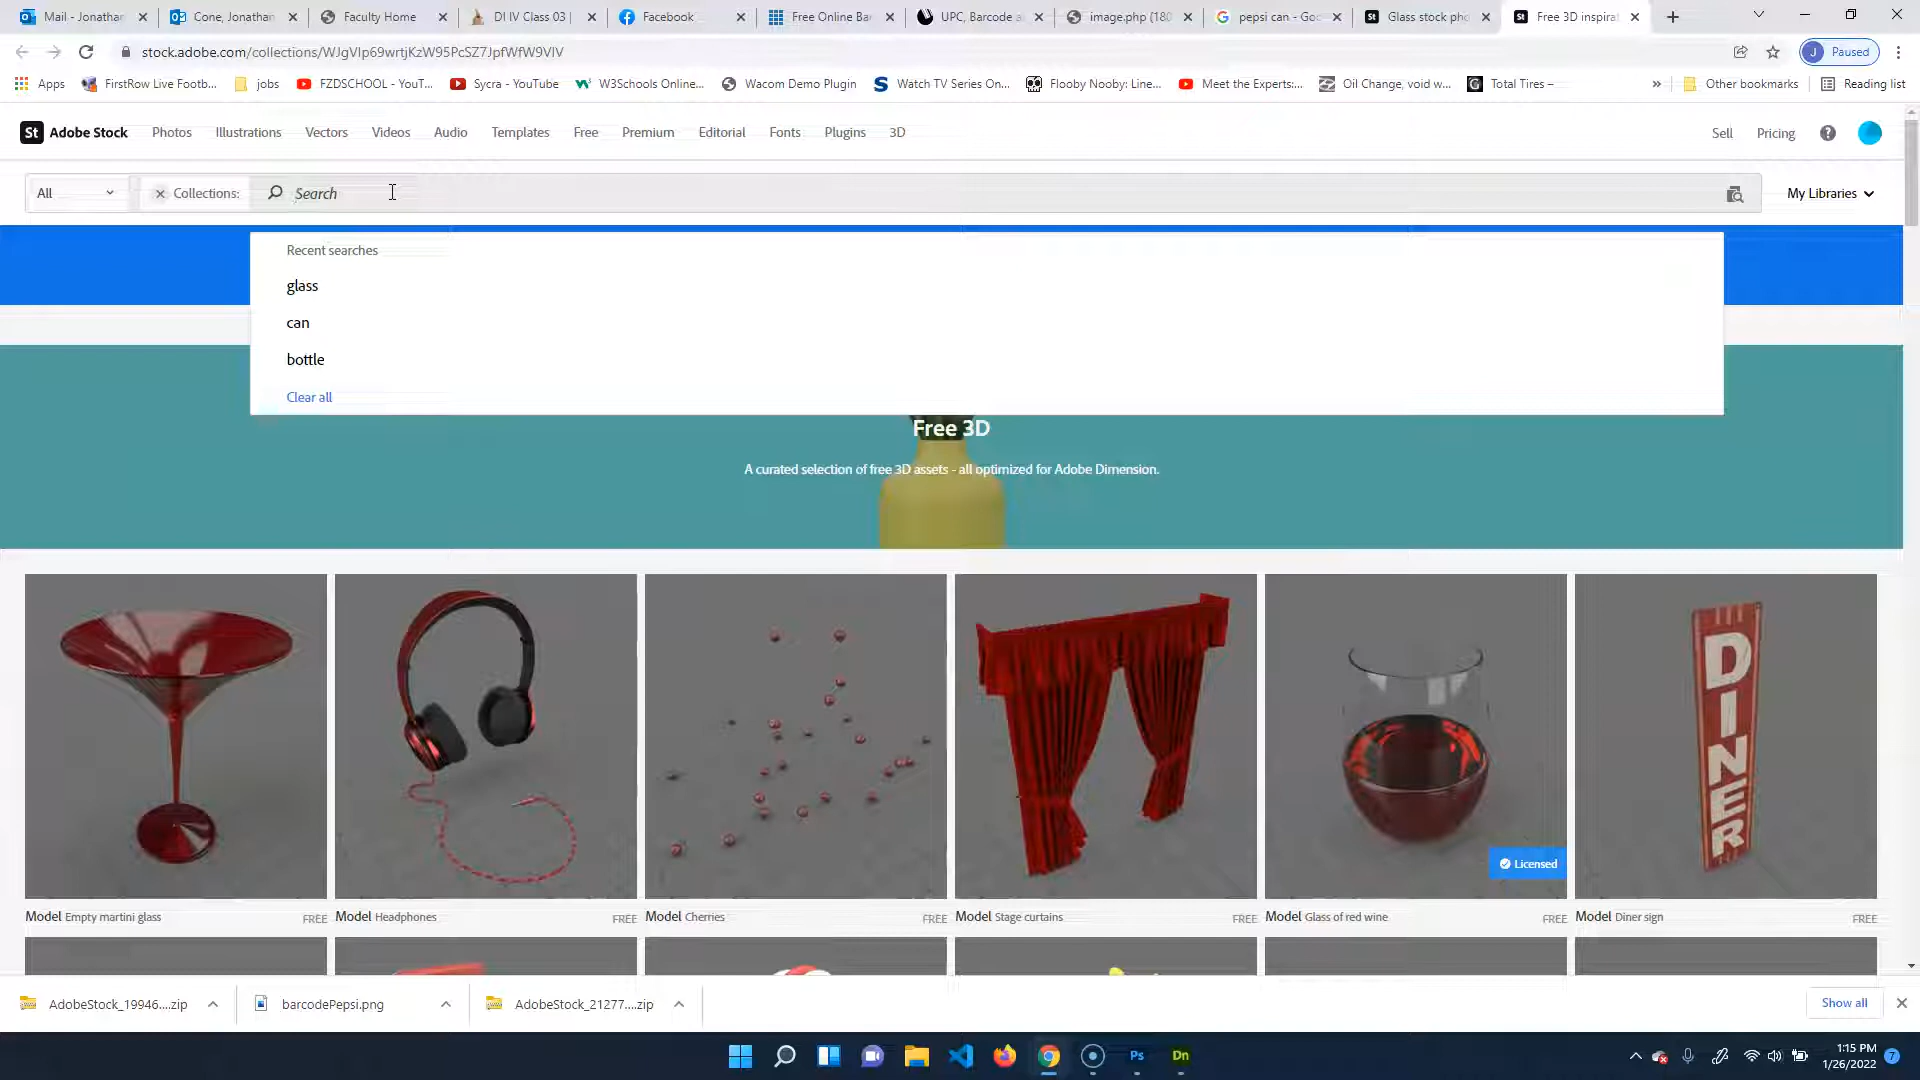 Mail - Jonathan
Cone, Jonathan
Faculty Home
DI IV Class 03 |
Facebook
Free Online Ba
UPC, Barcode a
image.php (180
pepsi can - Goo
Glass stock pho
Free 3D inspirat
stock.adobe.com/collections/WJgVIp69wrtjKzW95PcSZ7JpfWfW9VIV
J Paused
Apps
FirstRow Live Footb...
jobs
FZDSCHOOL - YouT...
Sycra - YouTube
W3Schools Online...
Wacom Demo Plugin
Watch TV Series On...
Flooby Nooby: Line...
Meet the Experts:...
Oil Change, void w...
Total Tires –
»
Other bookmarks
Reading list
St Adobe Stock
Photos
Illustrations
Vectors
Videos
Audio
Templates
Free
Premium
Editorial
Fonts
Plugins
3D
Sell
Pricing
All
Collections:
Search
My Libraries
Recent searches
glass
can
bottle
Clear all
Free 3D
A curated selection of free 3D assets - all optimized for Adobe Dimension.
DINER
Licensed
Model Empty martini glass FREE
Model Headphones FREE
Model Cherries FREE
Model Stage curtains FREE
Model Glass of red wine FREE
Model Diner sign FREE
AdobeStock_19946....zip
barcodePepsi.png
AdobeStock_21277....zip
Show all
Ps
Dn
1:15 PM
1/26/2022
7